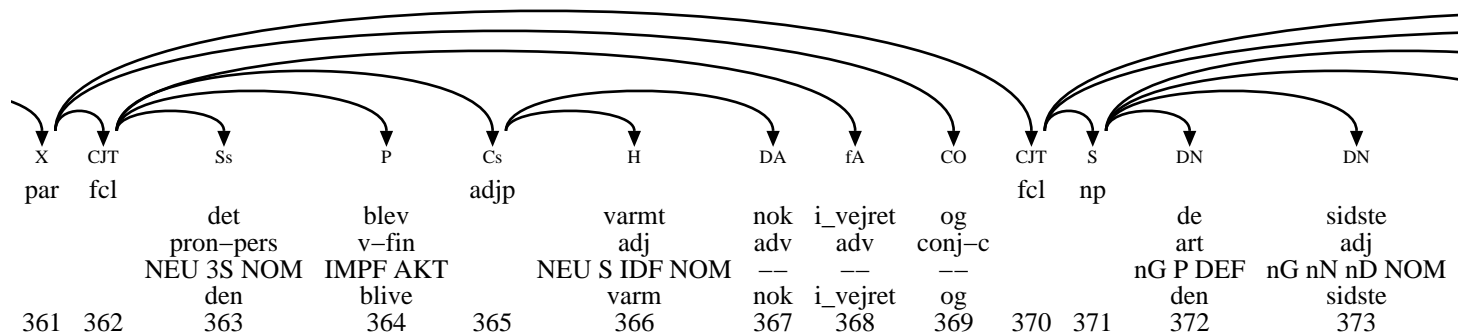 X CJT Ss P Cs H DA fA CO CJT S DN DN
par fcl adjp fcl np
det blev varmt nok i_vejret og de sidste
pron−pers v−fin adj adv adv conj−c art adj
NEU 3S NOM IMPF AKT NEU S IDF NOM −− −− −− nG P DEF nG nN nD NOM
den blive varm nok i_vejret og den sidste
361 362 363 364 365 366 367 368 369 370 371 372 373